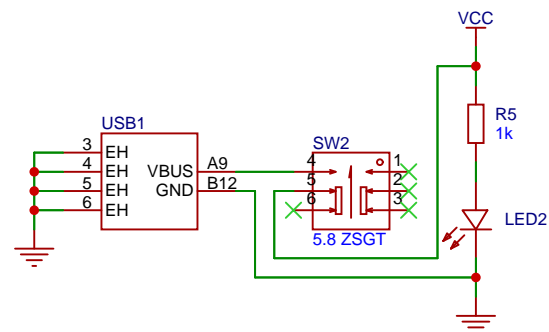 VCC
USB1
3 EH
4 EH
5 EH
6 EH
VBUS A9
GND B12
SW2
4 1
5 2
6 3
5.8 ZSGT
R5
1k
LED2